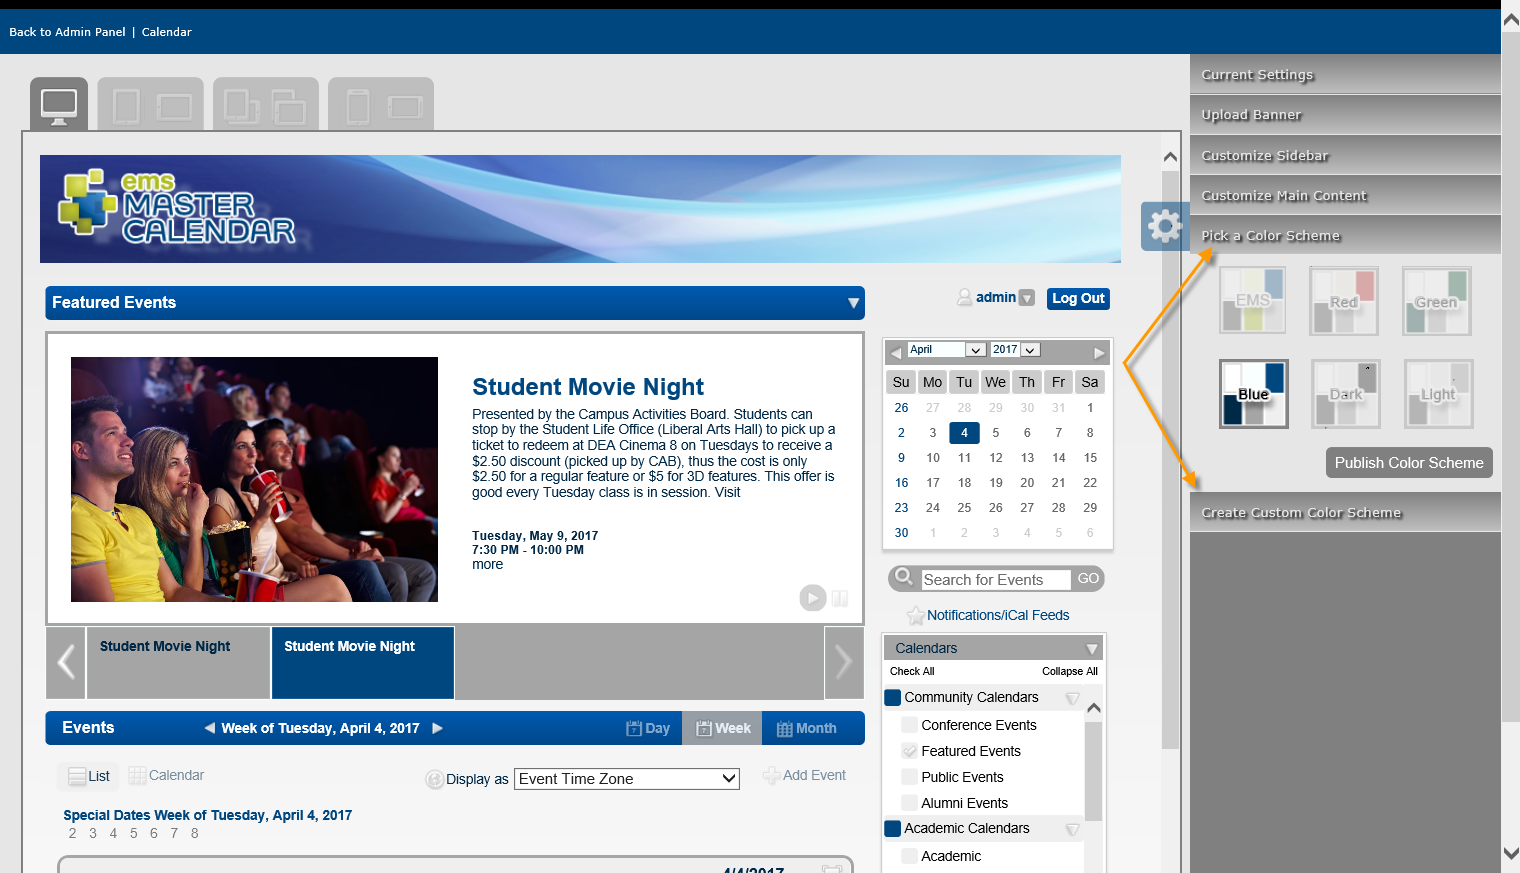 Back to Admin Panel | Calendar
ems
MASTER
CALENDAR
Featured Events
admin
Log Out
Student Movie Night
Presented by the Campus Activities Board. Students can
stop by the Student Life Office (Liberal Arts Hall) to pick up a
ticket to redeem at DEA Cinema 8 on Tuesdays to receive a
$2.50 discount (picked up by CAB), thus the cost is only
$2.50 for a regular feature or $5 for 3D features. This offer is
good every Tuesday class is in session. Visit
Tuesday, May 9, 2017
7:30 PM - 10:00 PM
more
Student Movie Night
Student Movie Night
Events
Week of Tuesday, April 4, 2017
Day
Week
Month
List
Calendar
Display as
Event Time Zone
Add Event
Special Dates Week of Tuesday, April 4, 2017
2 3 4 5 6 7 8
4/4/2017
April
2017
Su Mo Tu We Th Fr Sa
26 27 28 29 30 31 1
2 3 4 5 6 7 8
9 10 11 12 13 14 15
16 17 18 19 20 21 22
23 24 25 26 27 28 29
30 1 2 3 4 5 6
Search for Events
GO
Notifications/iCal Feeds
Calendars
Check All
Collapse All
Community Calendars
Conference Events
Featured Events
Public Events
Alumni Events
Academic Calendars
Academic
Current Settings
Upload Banner
Customize Sidebar
Customize Main Content
Pick a Color Scheme
EMS
Red
Green
Blue
Dark
Light
Publish Color Scheme
Create Custom Color Scheme